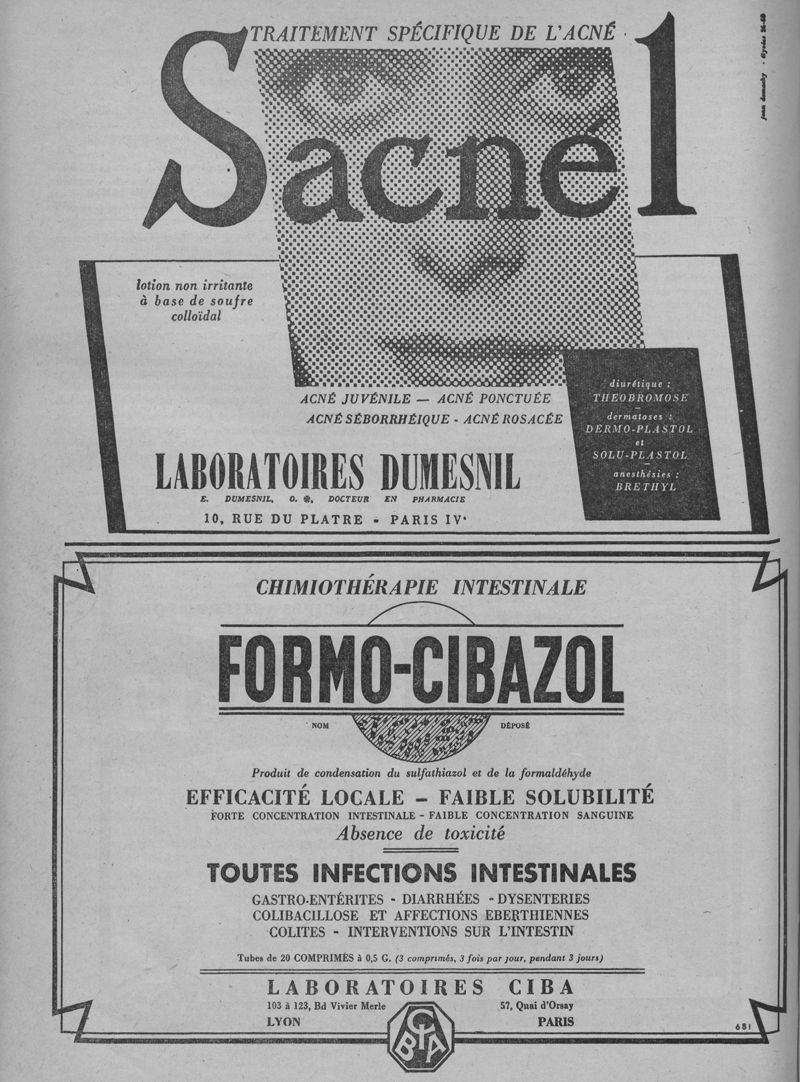 TRAITEMENT SPÉCIFIQUE DE L'ACNÉ
Sacnél
lotion non irritante
à base de soufre
colloïdal
ACNÉ JUVÉNILE — ACNÉ PONCTUÉE
ACNÉ SÉBORRHÉIQUE - ACNÉ ROSACÉE
diurétique :
THEOBROMOSE
dermatoses :
DERMO-PLASTOL
et
SOLU-PLASTOL
anesthésies :
BRETHYL
LABORATOIRES DUMESNIL
E. DUMESNIL, O. ✽, DOCTEUR EN PHARMACIE
10, RUE DU PLATRE - PARIS IVe
CHIMIOTHÉRAPIE INTESTINALE
FORMO-CIBAZOL
NOM DÉPOSÉ
Produit de condensation du sulfathiazol et de la formaldéhyde
EFFICACITÉ LOCALE - FAIBLE SOLUBILITÉ
FORTE CONCENTRATION INTESTINALE - FAIBLE CONCENTRATION SANGUINE
Absence de toxicité
TOUTES INFECTIONS INTESTINALES
GASTRO-ENTÉRITES - DIARRHÉES - DYSENTERIES
COLIBACILLOSE ET AFFECTIONS EBERTHIENNES
COLITES - INTERVENTIONS SUR L'INTESTIN
Tubes de 20 COMPRIMÉS à 0,5 G. (3 comprimés, 3 fois par jour, pendant 3 jours)
LABORATOIRES CIBA
103 à 123, Bd Vivier Merle 57, Quai d'Orsay
LYON PARIS
CIBA
681